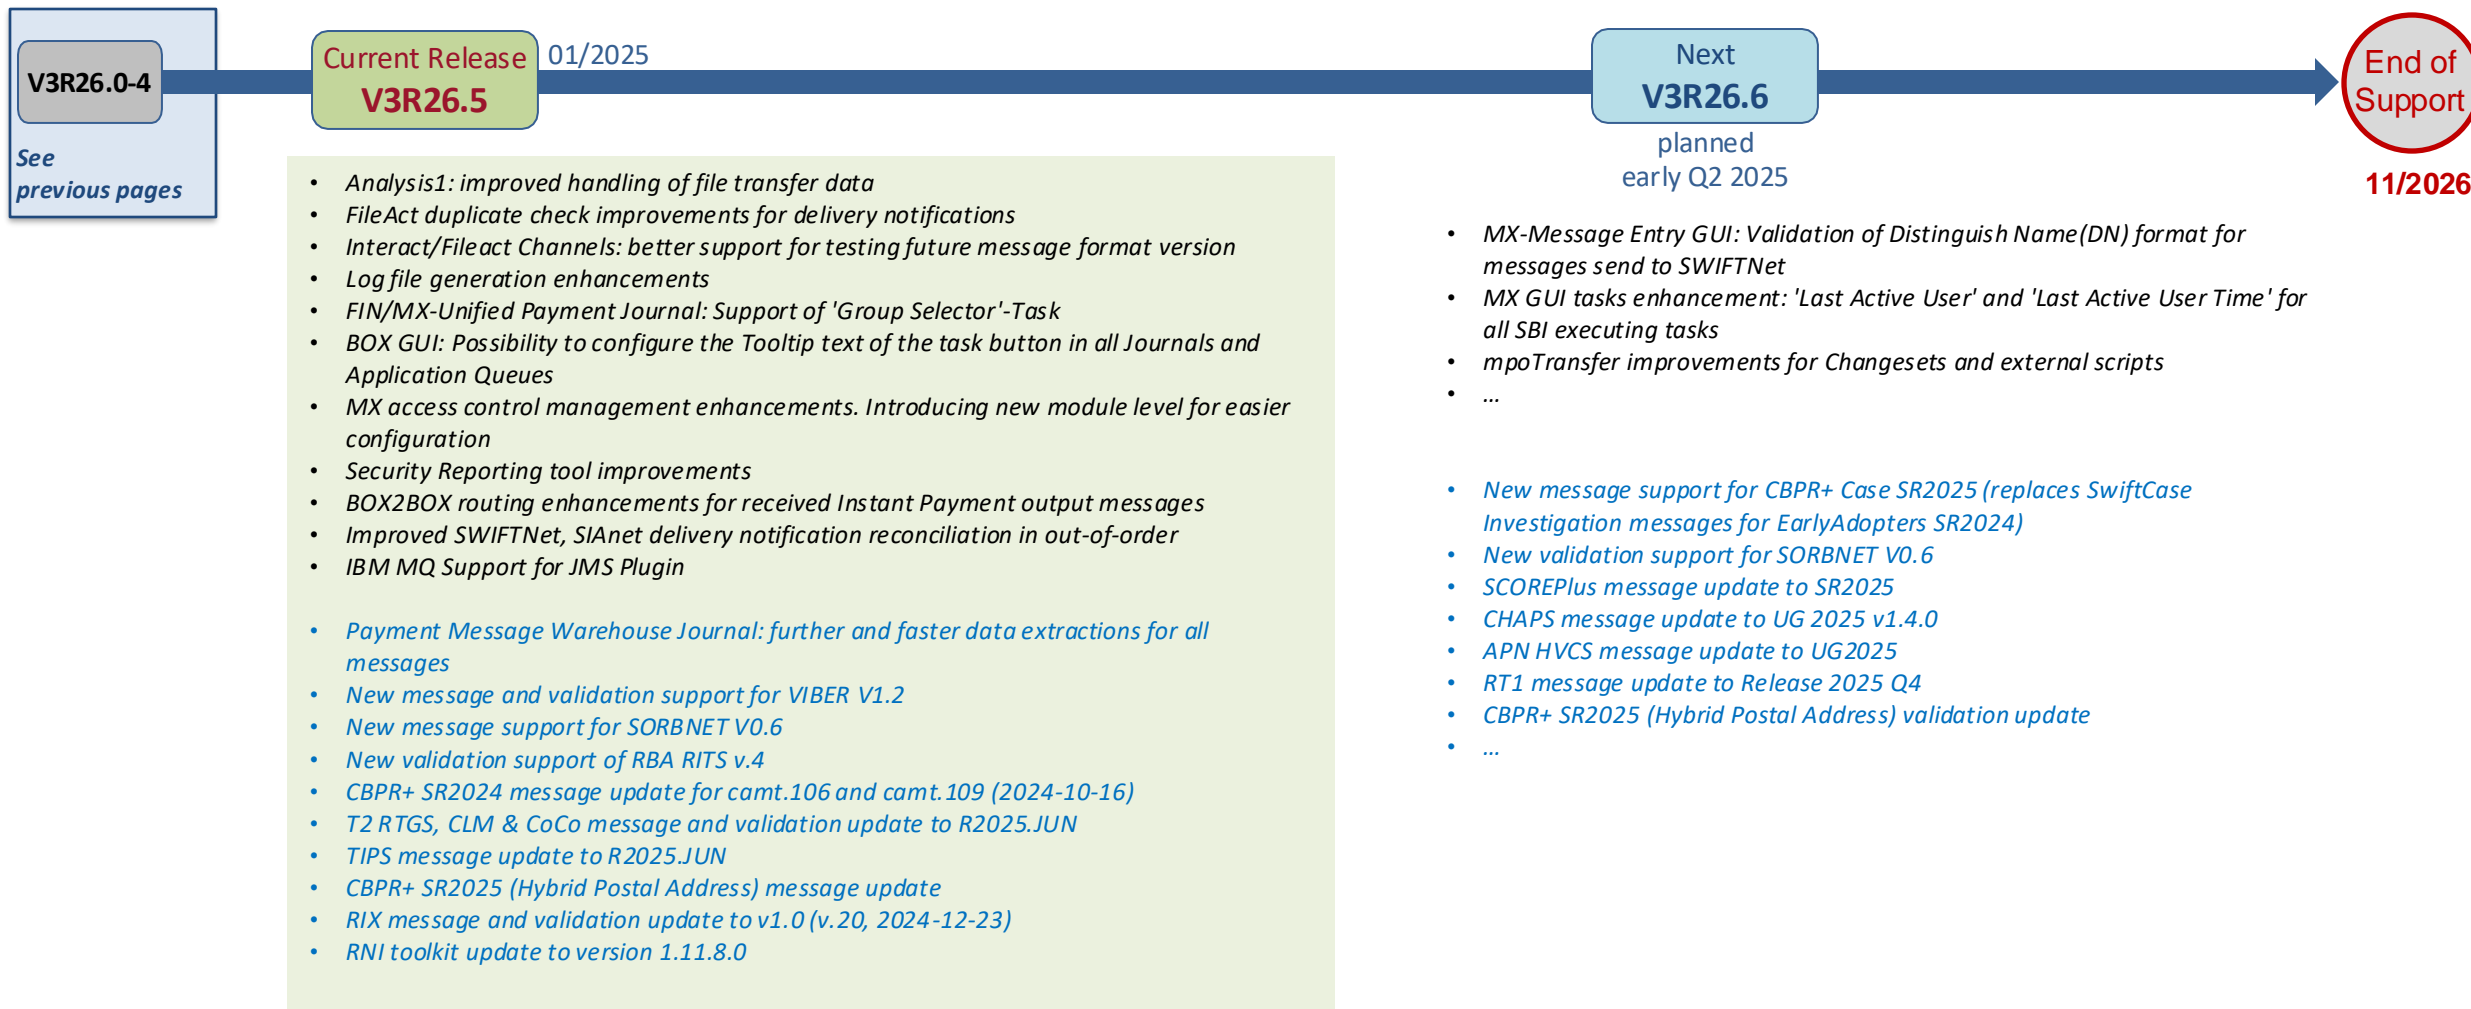 V3R26.0-4
See
previous pages
Current Release
V3R26.5
01/2025
Next
V3R26.6
planned
early Q2 2025
End of
Support
11/2026
• Analysis1: improved handling of file transfer data
• FileAct duplicate check improvements for delivery notifications
• Interact/Fileact Channels: better support for testing future message format version
• Log file generation enhancements
• FIN/MX-Unified Payment Journal: Support of 'Group Selector'-Task
• BOX GUI: Possibility to configure the Tooltip text of the task button in all Journals and
Application Queues
• MX access control management enhancements. Introducing new module level for easier
configuration
• Security Reporting tool improvements
• BOX2BOX routing enhancements for received Instant Payment output messages
• Improved SWIFTNet, SIAnet delivery notification reconciliation in out-of-order
• IBM MQ Support for JMS Plugin
• Payment Message Warehouse Journal: further and faster data extractions for all
messages
• New message and validation support for VIBER V1.2
• New message support for SORBNET V0.6
• New validation support of RBA RITS v.4
• CBPR+ SR2024 message update for camt.106 and camt.109 (2024-10-16)
• T2 RTGS, CLM & CoCo message and validation update to R2025.JUN
• TIPS message update to R2025.JUN
• CBPR+ SR2025 (Hybrid Postal Address) message update
• RIX message and validation update to v1.0 (v.20, 2024-12-23)
• RNI toolkit update to version 1.11.8.0
• MX-Message Entry GUI: Validation of Distinguish Name(DN) format for
messages send to SWIFTNet
• MX GUI tasks enhancement: 'Last Active User' and 'Last Active User Time' for
all SBI executing tasks
• mpoTransfer improvements for Changesets and external scripts
• …
• New message support for CBPR+ Case SR2025 (replaces SwiftCase
Investigation messages for EarlyAdopters SR2024)
• New validation support for SORBNET V0.6
• SCOREPlus message update to SR2025
• CHAPS message update to UG 2025 v1.4.0
• APN HVCS message update to UG2025
• RT1 message update to Release 2025 Q4
• CBPR+ SR2025 (Hybrid Postal Address) validation update
• …